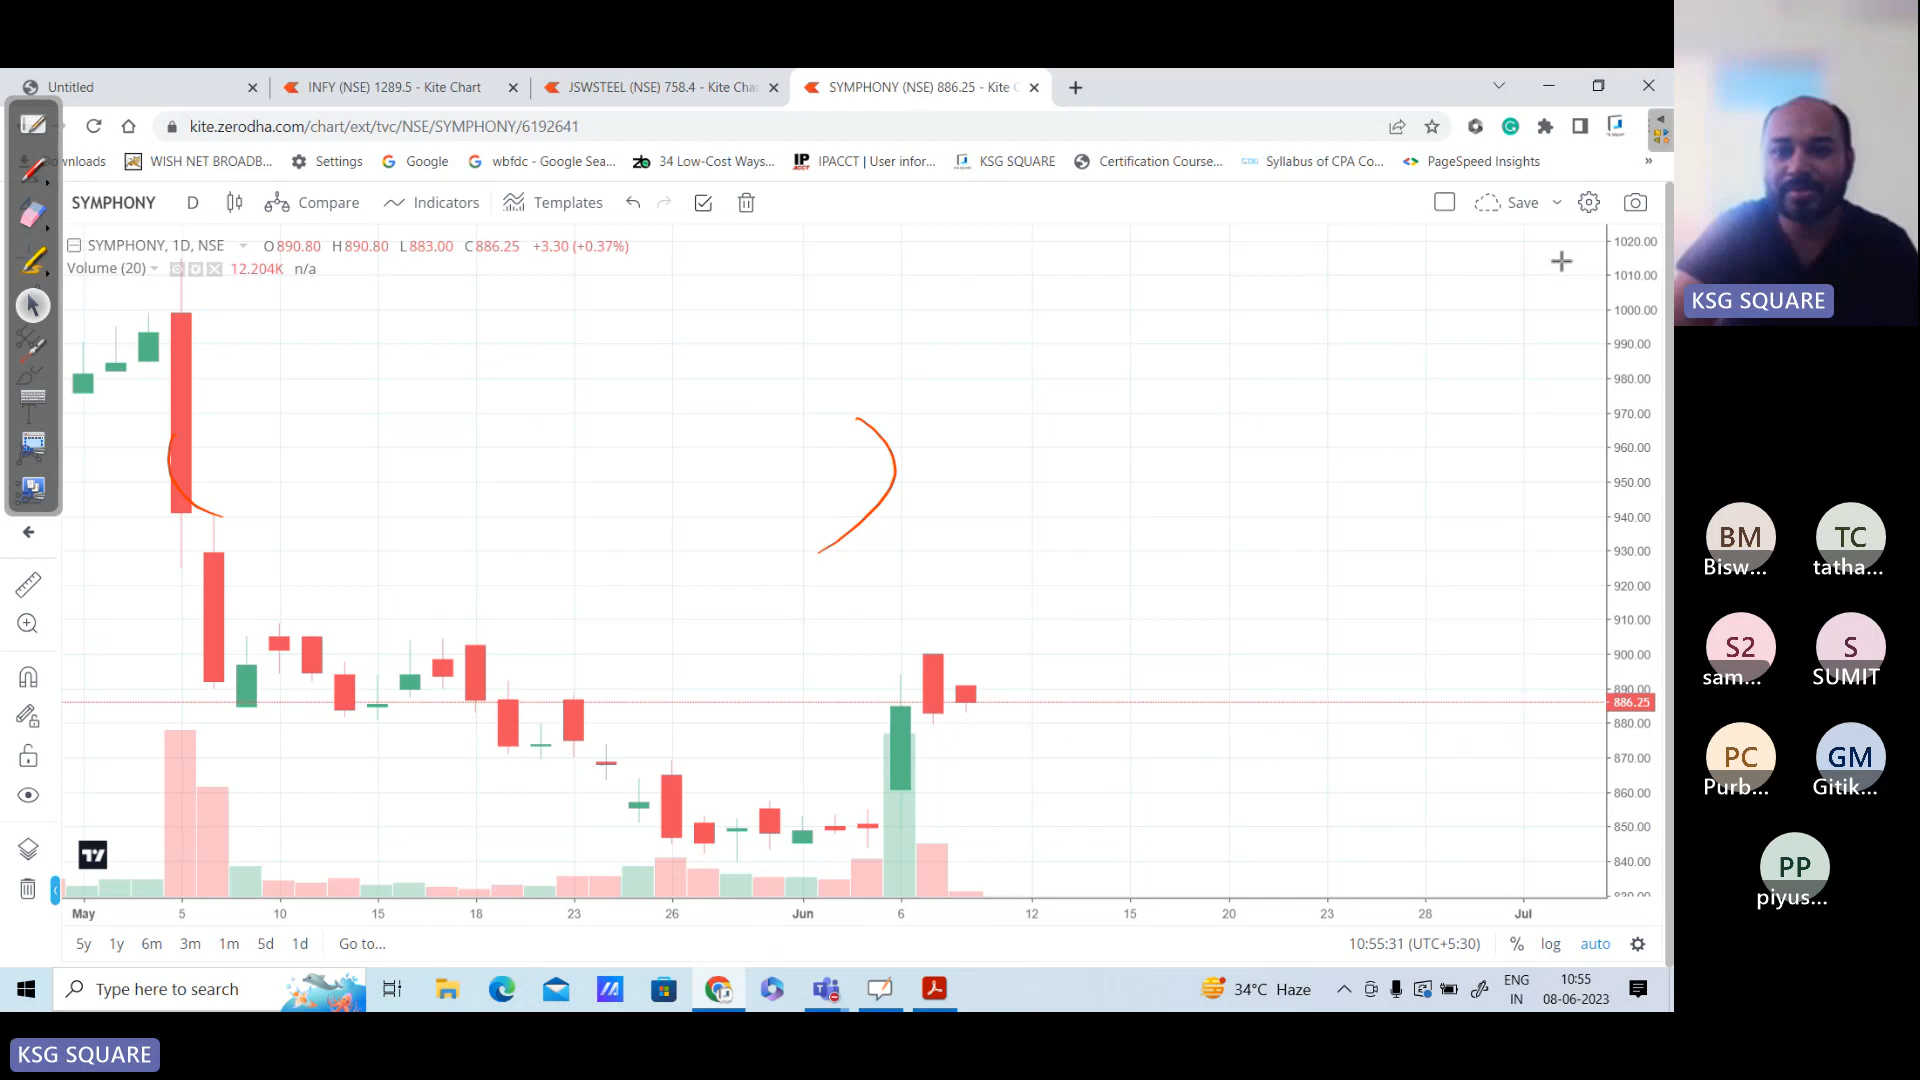 Untitled
INFY (NSE) 1289.5 - Kite Chart
JSWSTEEL (NSE) 758.4 - Kite Cha
SYMPHONY (NSE) 886.25 - Kite C
kite.zerodha.com/chart/ext/tvc/NSE/SYMPHONY/6192641
ownloads
WISH NET BROADB...
Settings
Google
wbfdc - Google Sea...
34 Low-Cost Ways...
IPACCT | User infor...
KSG SQUARE
Certification Course...
Syllabus of CPA Co...
PageSpeed Insights
SYMPHONY D Compare Indicators Templates Save
SYMPHONY, 1D, NSE O890.80 H890.80 L883.00 C886.25 +3.30 (+0.37%)
Volume (20) 12.204K n/a
1020.00
1010.00
1000.00
990.00
980.00
970.00
960.00
950.00
940.00
930.00
920.00
910.00
900.00
890.00
886.25
880.00
870.00
860.00
850.00
840.00
830.00
May 5 10 15 18 23 26 Jun 6 12 15 20 23 28 Jul
5y 1y 6m 3m 1m 5d 1d Go to...
10:55:31 (UTC+5:30) % log auto
Type here to search
34°C Haze
ENG
IN
10:55
08-06-2023
KSG SQUARE
BM
Bisw...
TC
tatha...
S2
sam...
S
SUMIT
PC
Purb...
GM
Gitik...
PP
piyus...
KSG SQUARE